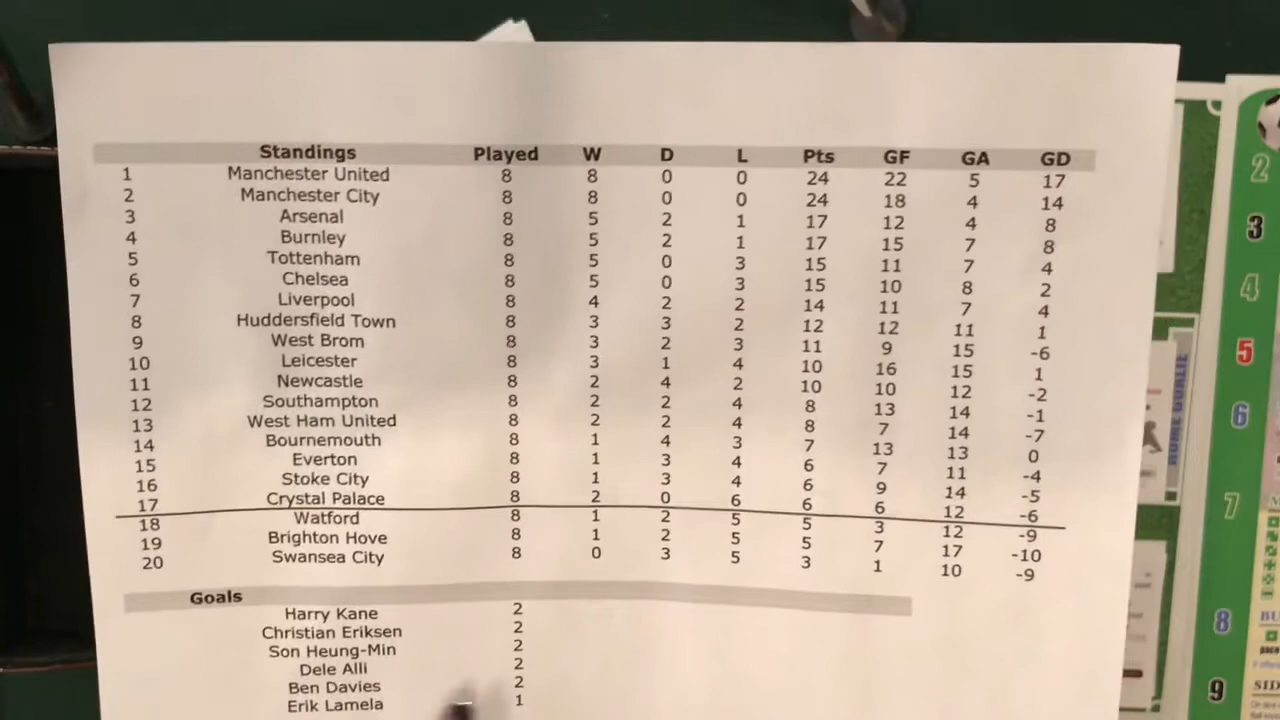 Standings Played W D L Pts GF GA GD
1 Manchester United 8 8 0 0 24 22 5 17
2 Manchester City 8 8 0 0 24 18 4 14
3 Arsenal 8 5 2 1 17 12 4 8
4 Burnley 8 5 2 1 17 15 7 8
5 Tottenham 8 5 0 3 15 11 7 4
6 Chelsea 8 5 0 3 15 10 8 2
7 Liverpool 8 4 2 2 14 11 7 4
8 Huddersfield Town 8 3 3 2 12 12 11 1
9 West Brom 8 3 2 3 11 9 15 -6
10 Leicester 8 3 1 4 10 16 15 1
11 Newcastle 8 2 4 2 10 10 12 -2
12 Southampton 8 2 2 4 8 13 14 -1
13 West Ham United 8 2 2 4 8 7 14 -7
14 Bournemouth 8 1 4 3 7 13 13 0
15 Everton 8 1 3 4 6 7 11 -4
16 Stoke City 8 1 3 4 6 9 14 -5
17 Crystal Palace 8 2 0 6 6 6 12 -6
18 Watford 8 1 2 5 5 3 12 -9
19 Brighton Hove 8 1 2 5 5 7 17 -10
20 Swansea City 8 0 3 5 3 1 10 -9
Goals
Harry Kane 2
Christian Eriksen 2
Son Heung-Min 2
Dele Alli 2
Ben Davies 2
Erik Lamela 1
2
3
4
5
6
7
8
9
HOME GOALIE
BU
SID